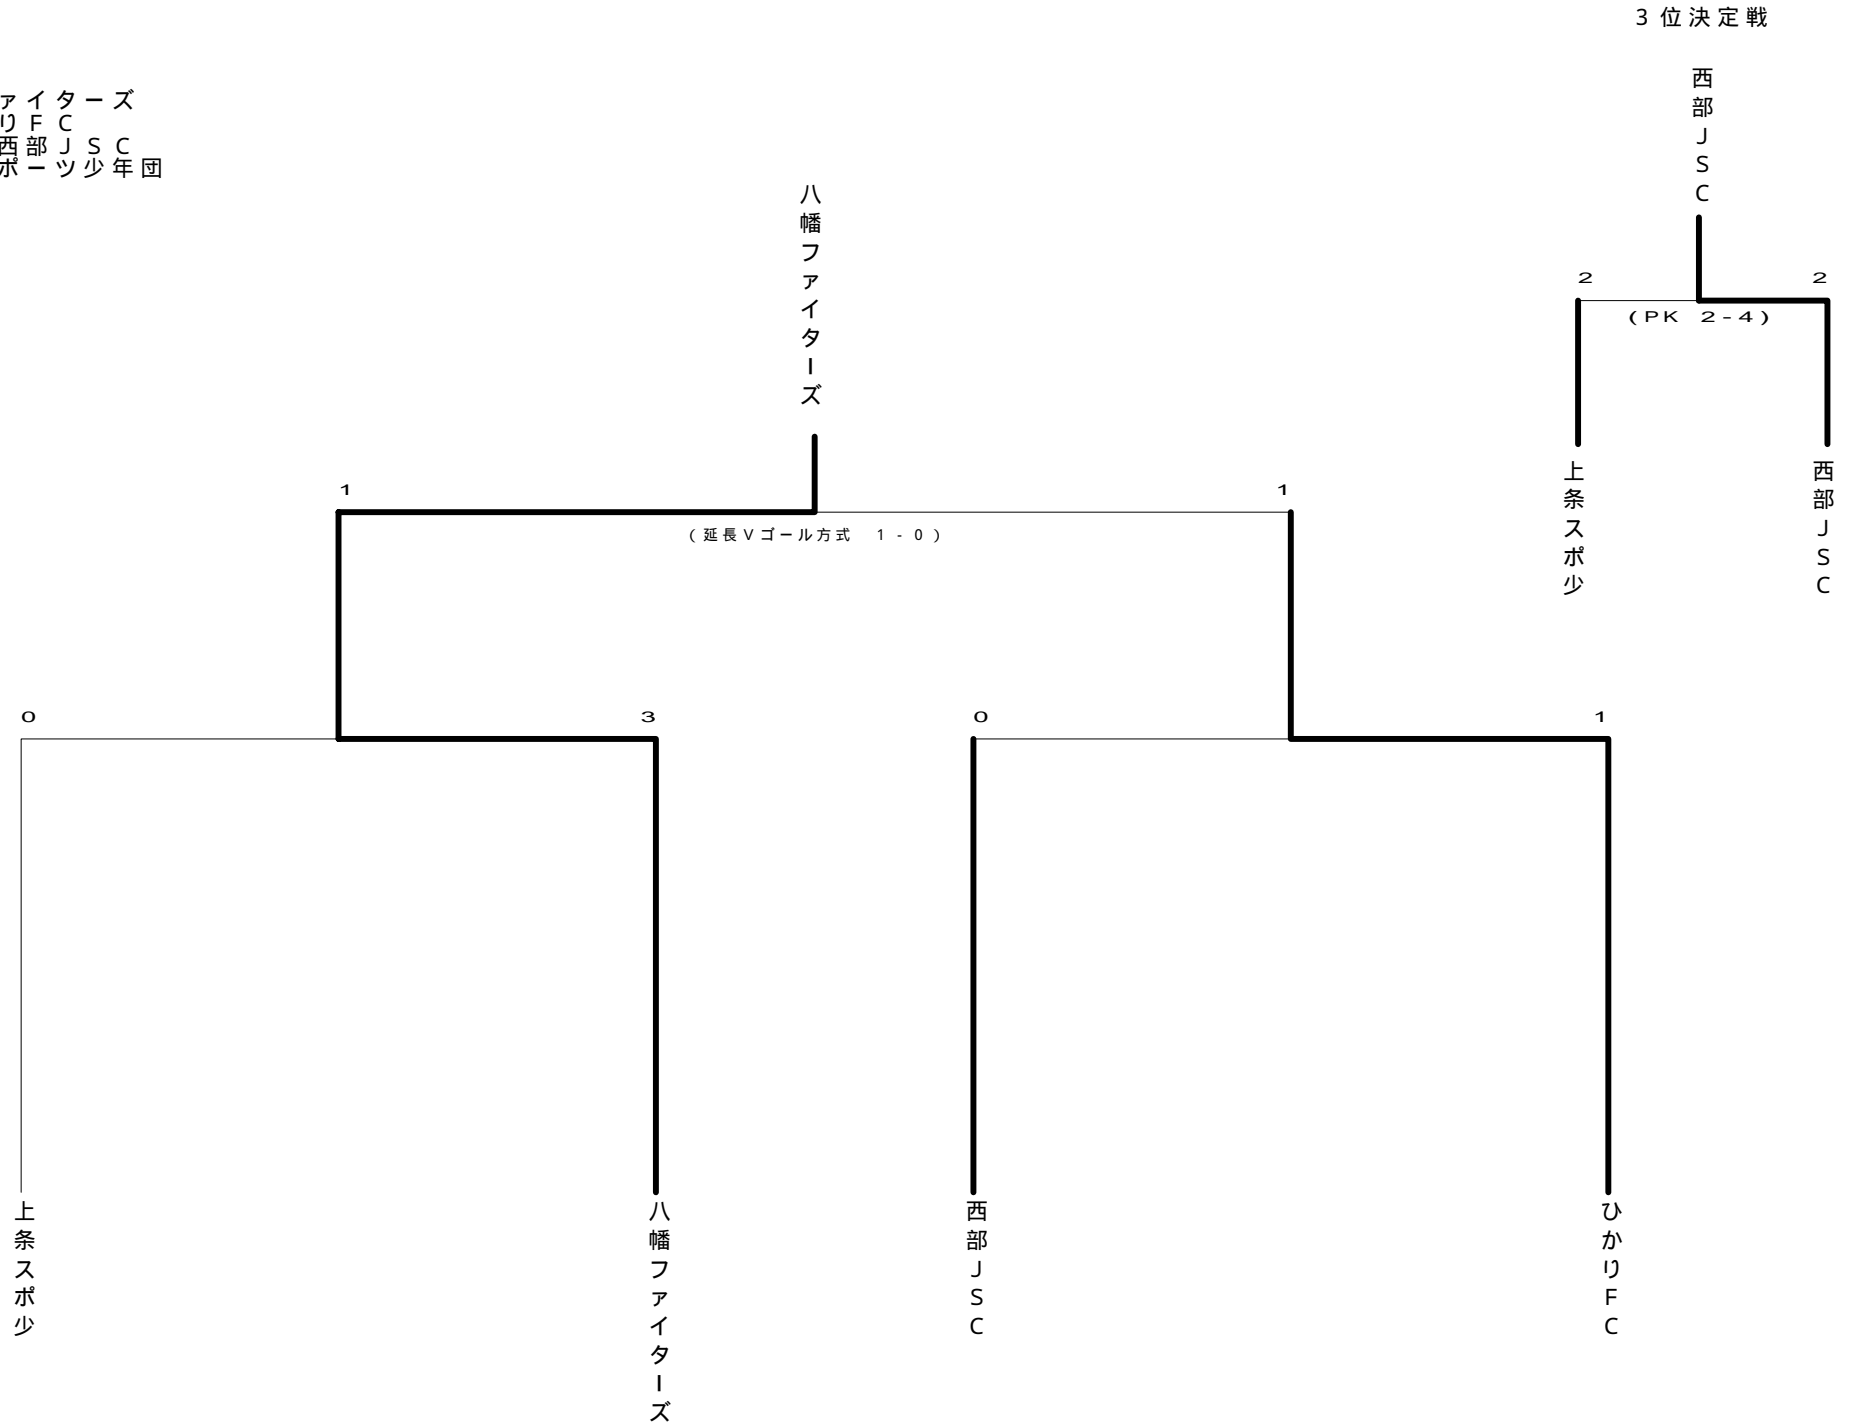 3位決定戦
西部JSC
ァイターズ
りFC
西部JSC
ポーツ少年団
八幡ファイターズ
2 2
(PK 2-4)
上条スポ少
西部JSC
1 1
(延長Vゴール方式 1-0)
0 3 0 1
上条スポ少
八幡ファイターズ
西部JSC
ひかりFC